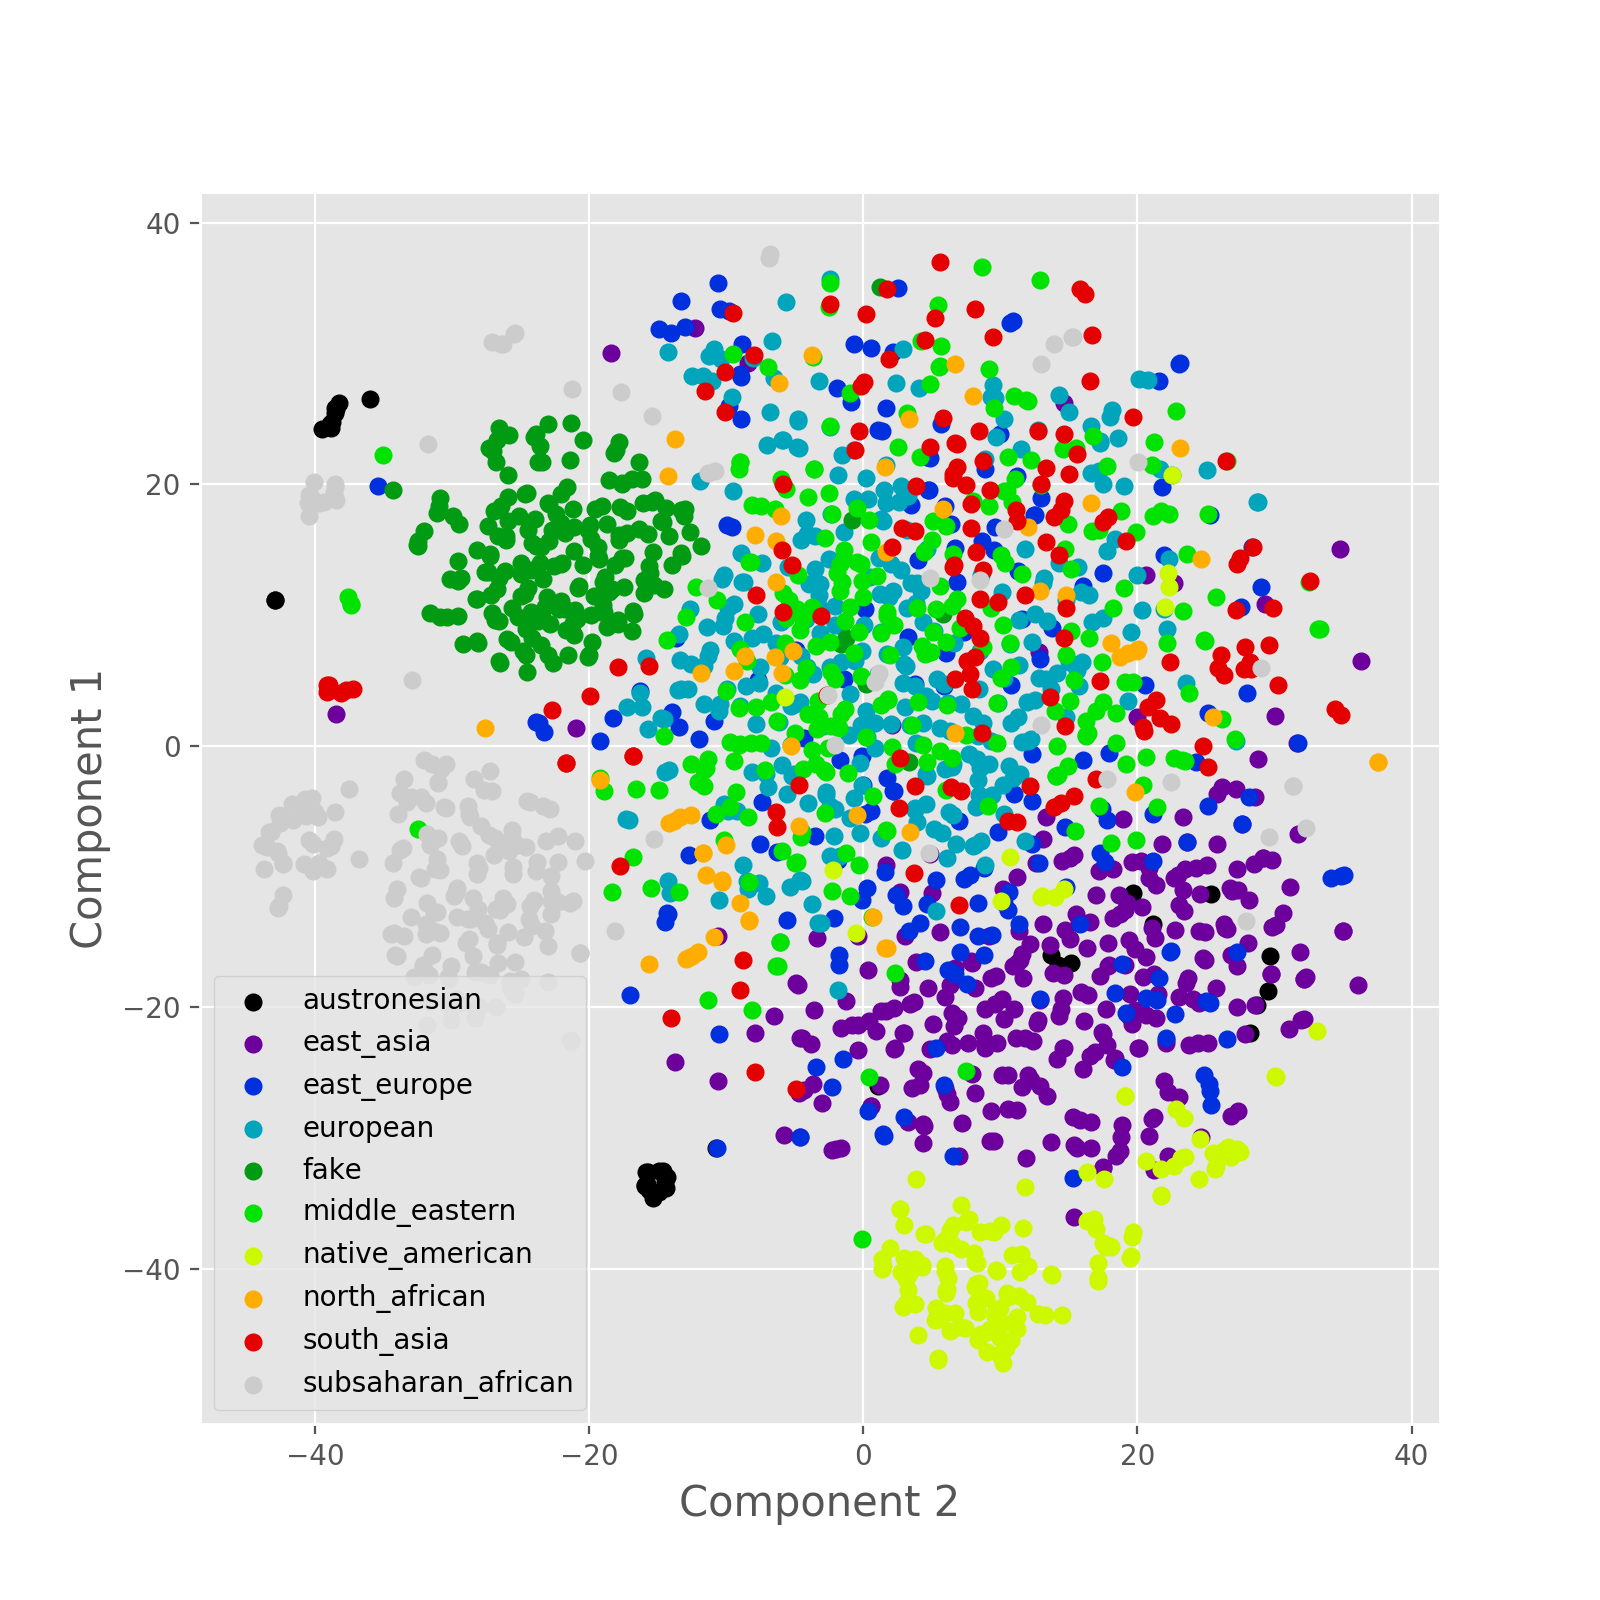 40
20
0
−20
−40
Component 1
austronesian
east_asia
east_europe
european
fake
middle_eastern
native_american
north_african
south_asia
subsaharan_african
−40 −20 0 20 40
Component 2